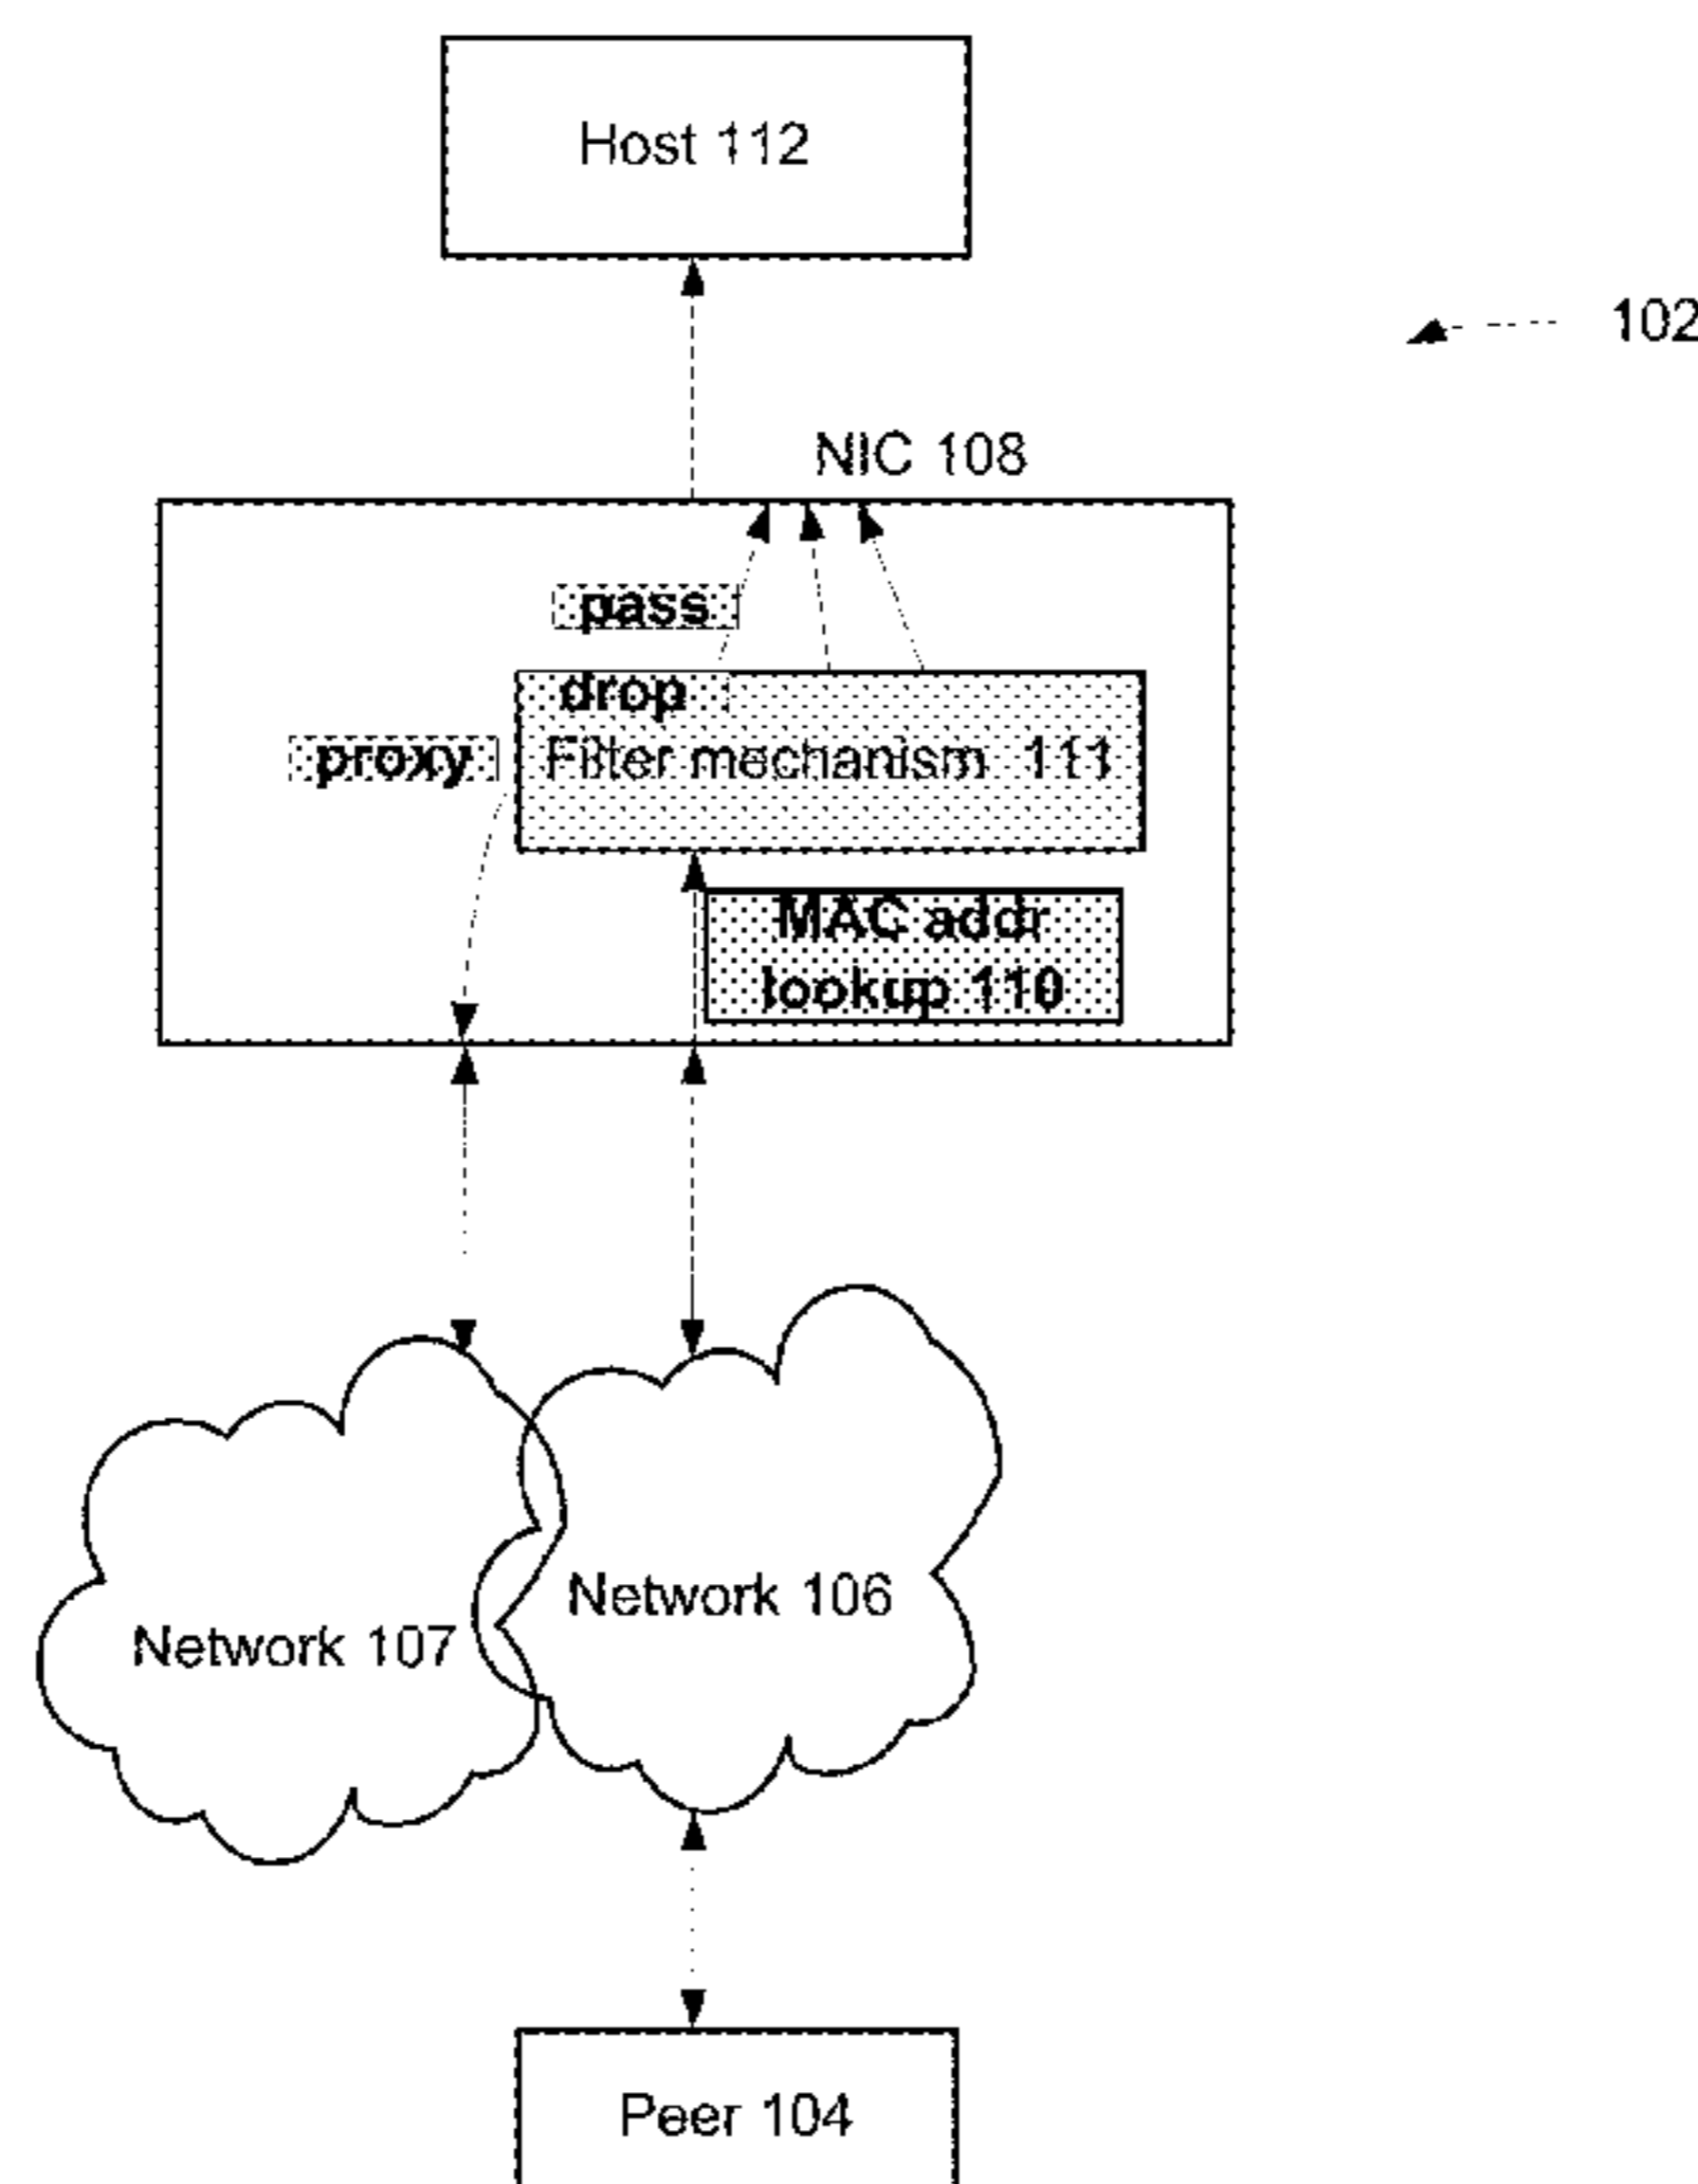 Host 112
102
NIC 108
pass
drop
proxy
Filter mechanism 111
MAC addr
lookup 110
Network 106
Network 107
Peer 104